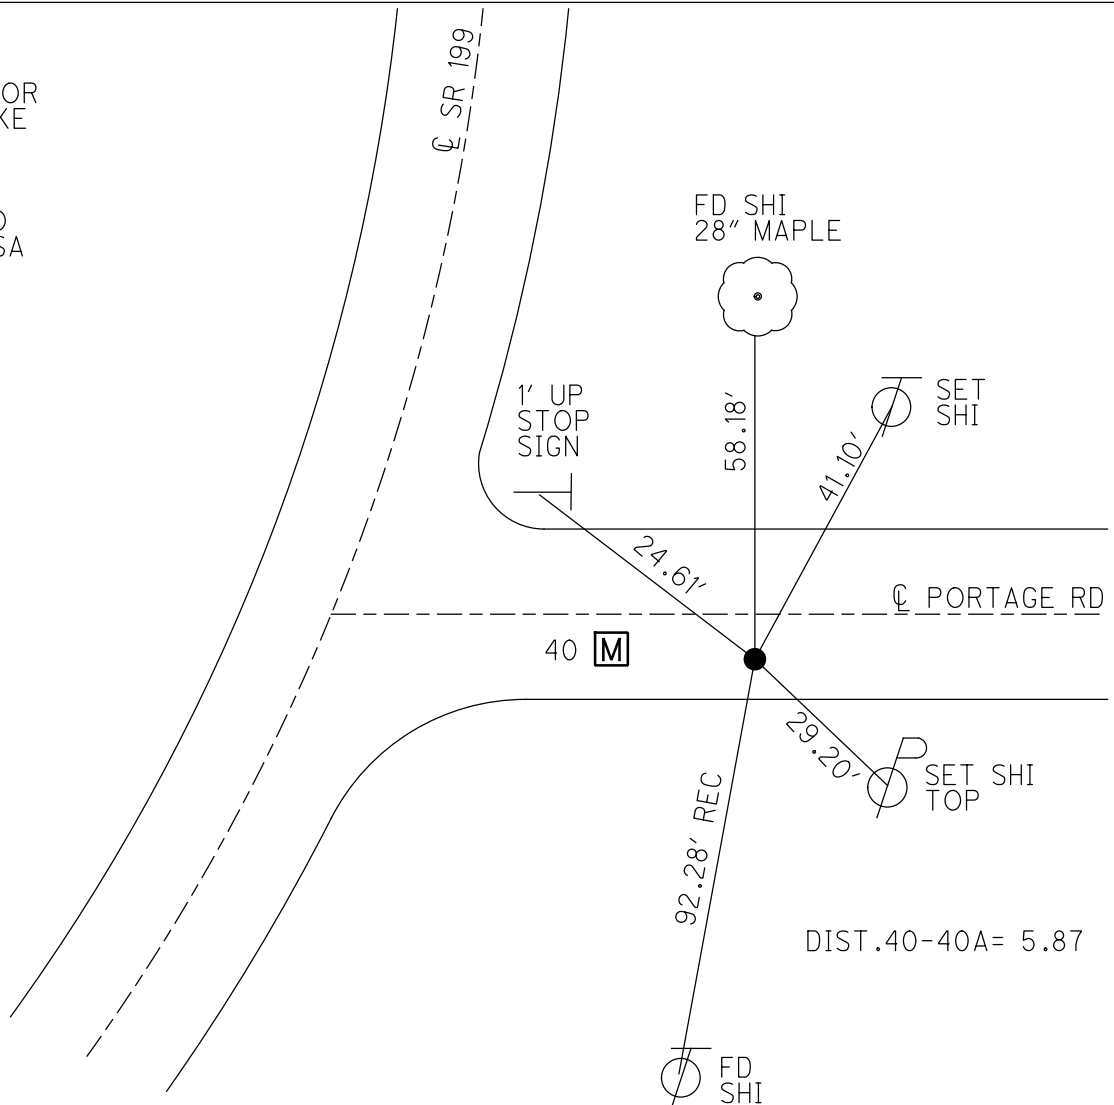 OR
KE
SA
℄ SR 199
FD SHI
28" MAPLE
1' UP
STOP
SIGN
58.18'
SET
SHI
41.10'
24.61'
℄ PORTAGE RD
40 M
29.20'
SET SHI
TOP
92.28' REC
DIST.40-40A= 5.87
FD
SHI